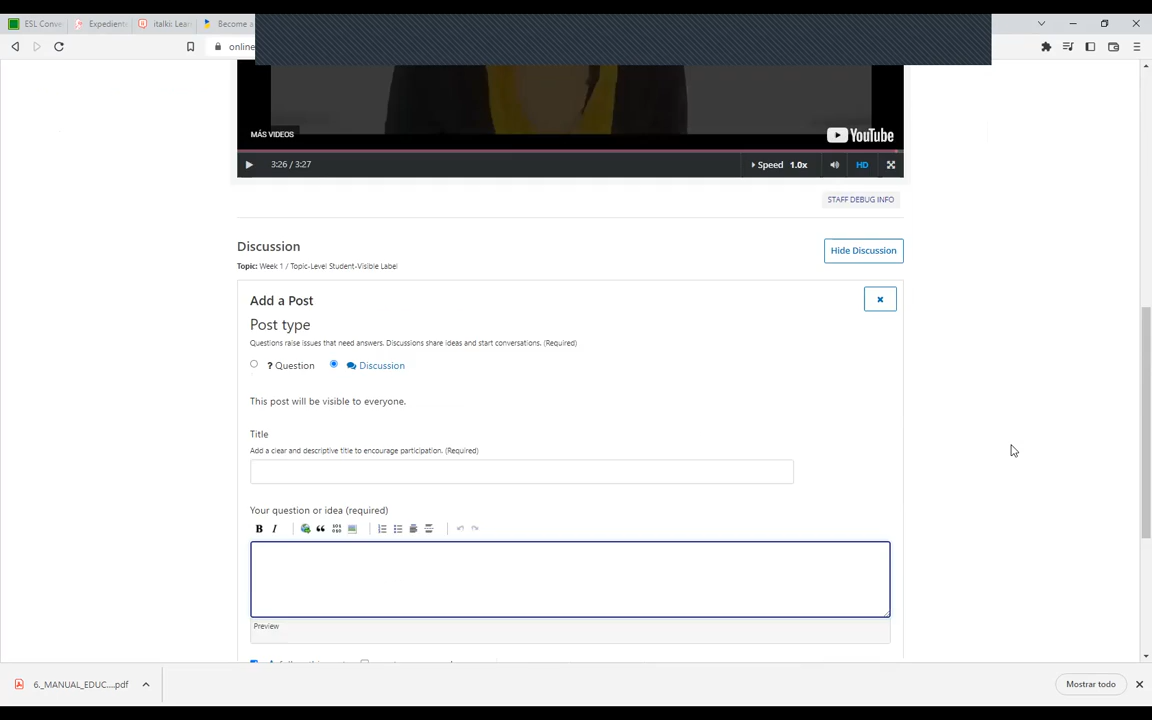 ESL Conve
Expediente
italki: Lear
Become a
online
MÁS VIDEOS
YouTube
3:26 / 3:27
Speed 1.0x
HD
STAFF DEBUG INFO
Discussion
Hide Discussion
Topic: Week 1 / Topic-Level Student-Visible Label
Add a Post
Post type
Questions raise issues that need answers. Discussions share ideas and start conversations. (Required)
? Question
Discussion
This post will be visible to everyone.
Title
Add a clear and descriptive title to encourage participation. (Required)
Your question or idea (required)
B I
Preview
6._MANUAL_EDUC....pdf
Mostrar todo